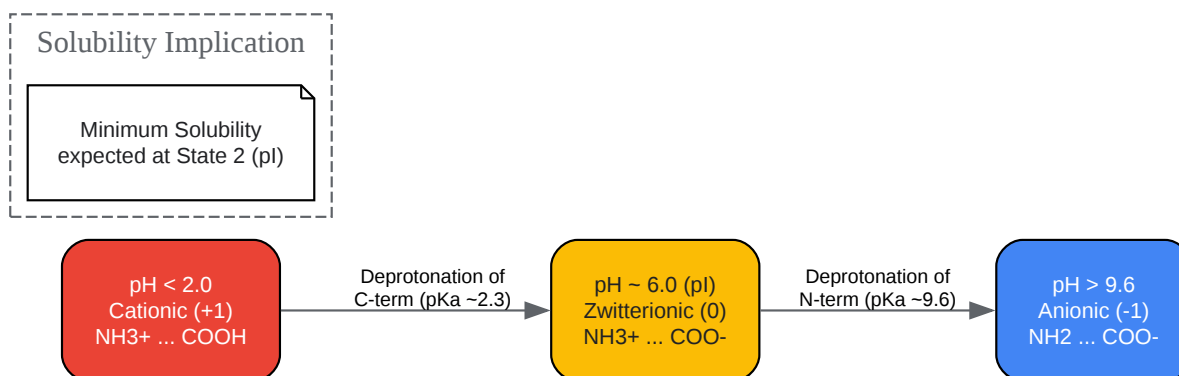 Solubility Implication
Minimum Solubility
expected at State 2 (pI)
pH < 2.0
Cationic (+1)
NH3+ ... COOH
Deprotonation of
C-term (pKa ~2.3)
pH ~ 6.0 (pI)
Zwitterionic (0)
NH3+ ... COO-
Deprotonation of
N-term (pKa ~9.6)
pH > 9.6
Anionic (-1)
NH2 ... COO-